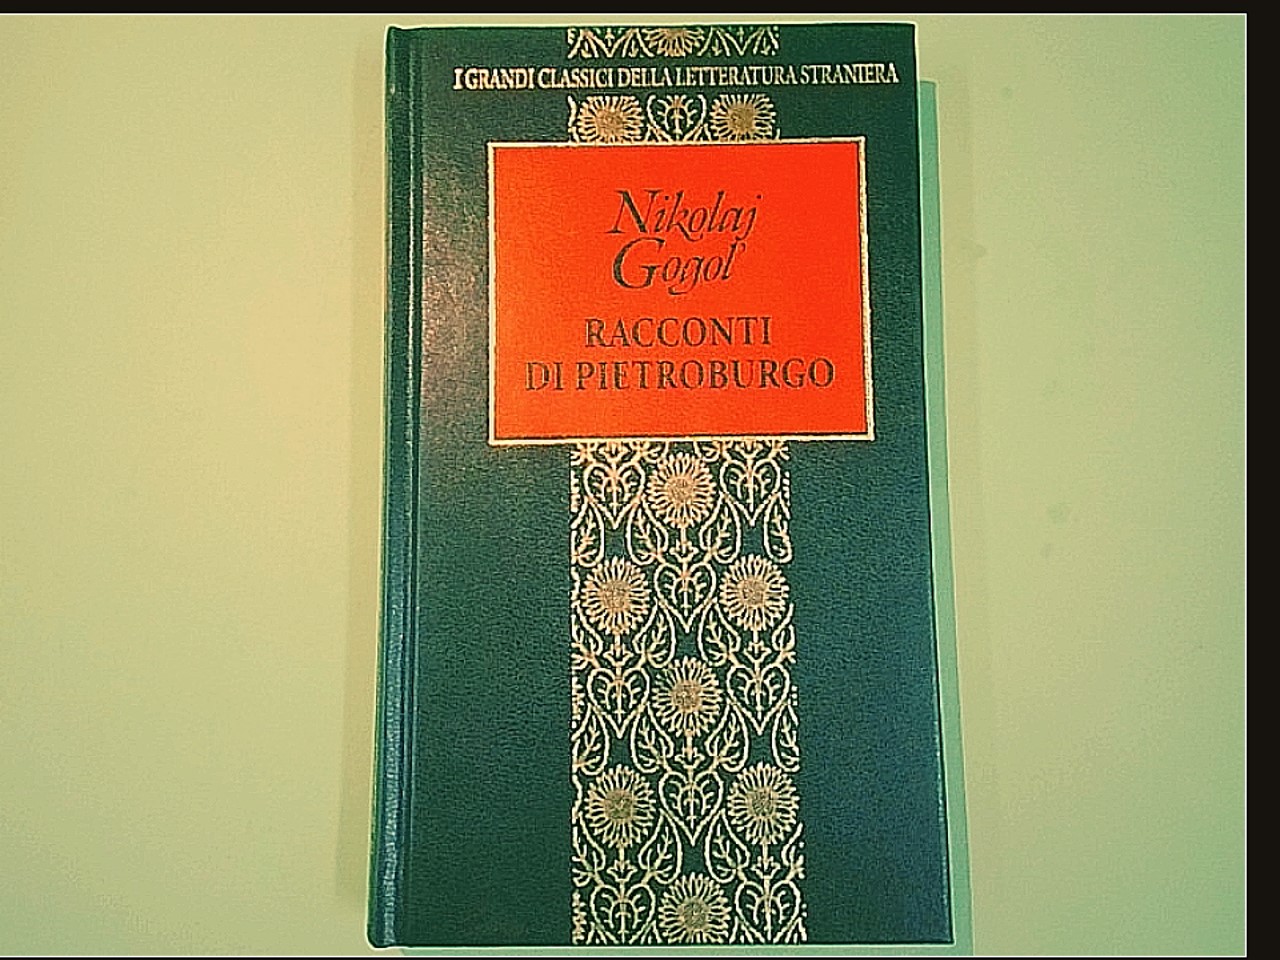 I GRANDI CLASSICI DELLA LETTERATURA STRANIERA
Nikolaj
Gogol'
RACCONTI
DI PIETROBURGO